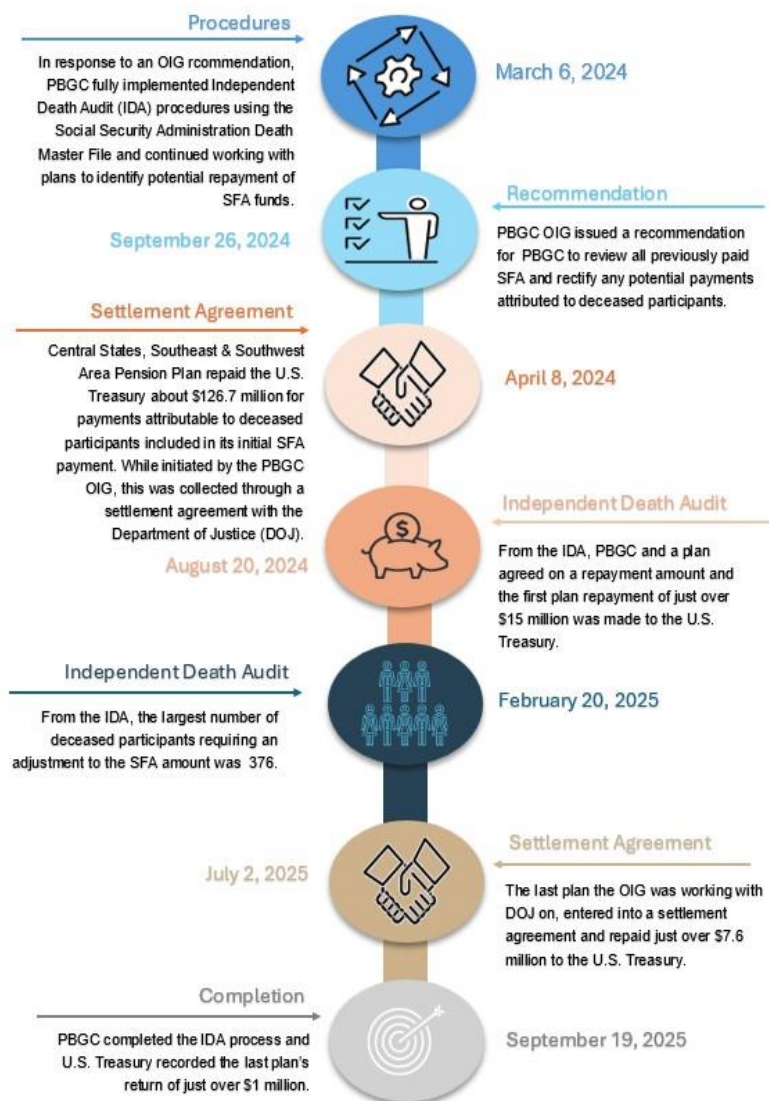 Procedures
In response to an OIG rcommendation,
PBGC fully implemented Independent
Death Audit (IDA) procedures using the
Social Security Administration Death
Master File and continued working with
plans to identify potential repayment of
SFA funds.
March 6, 2024
September 26, 2024
Recommendation
PBGC OIG issued a recommendation
for PBGC to review all previously paid
SFA and rectify any potential payments
attributed to deceased participants.
Settlement Agreement
Central States, Southeast & Southwest
Area Pension Plan repaid the U.S.
Treasury about $126.7 million for
payments attributable to deceased
participants included in its initial SFA
payment. While initiated by the PBGC
OIG, this was collected through a
settlement agreement with the
Department of Justice (DOJ).
April 8, 2024
August 20, 2024
$
Independent Death Audit
From the IDA, PBGC and a plan
agreed on a repayment amount and
the first plan repayment of just over
$15 million was made to the U.S.
Treasury.
Independent Death Audit
From the IDA, the largest number of
deceased participants requiring an
adjustment to the SFA amount was 376.
February 20, 2025
July 2, 2025
Settlement Agreement
The last plan the OIG was working with
DOJ on, entered into a settlement
agreement and repaid just over $7.6
million to the U.S. Treasury.
Completion
PBGC completed the IDA process and
U.S. Treasury recorded the last plan's
return of just over $1 million.
September 19, 2025